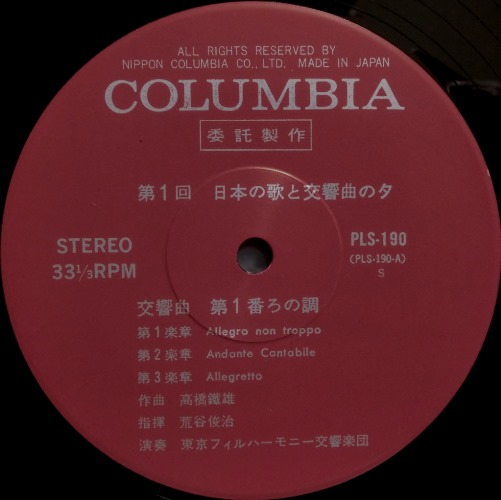 ALL RIGHTS RESERVED BY
NIPPON COLUMBIA CO., LTD. MADE IN JAPAN
COLUMBIA
委託製作
第1回 日本の歌と交響曲の夕
STEREO
33⅓RPM
PLS-190
(PLS-190-A)
S
交響曲 第1番ろの調
第1楽章 Allegro non troppo
第2楽章 Andante Cantabile
第3楽章 Allegretto
作曲 高橋鐵雄
指揮 荒谷俊治
演奏 東京フィルハーモニー交響楽団